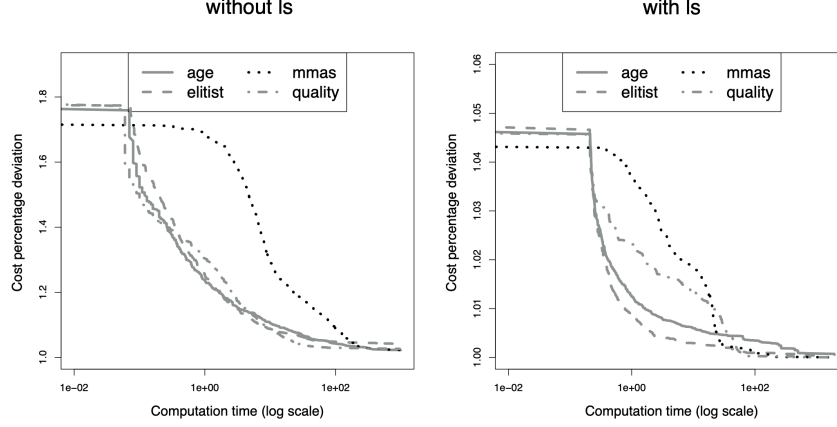 without ls
with ls
age
mmas
elitist
quality
Cost percentage deviation
1.8
1.6
1.4
1.2
1.0
1e−02
1e+00
1e+02
Computation time (log scale)
age
mmas
elitist
quality
Cost percentage deviation
1.06
1.05
1.04
1.03
1.02
1.01
1.00
1e−02
1e+00
1e+02
Computation time (log scale)